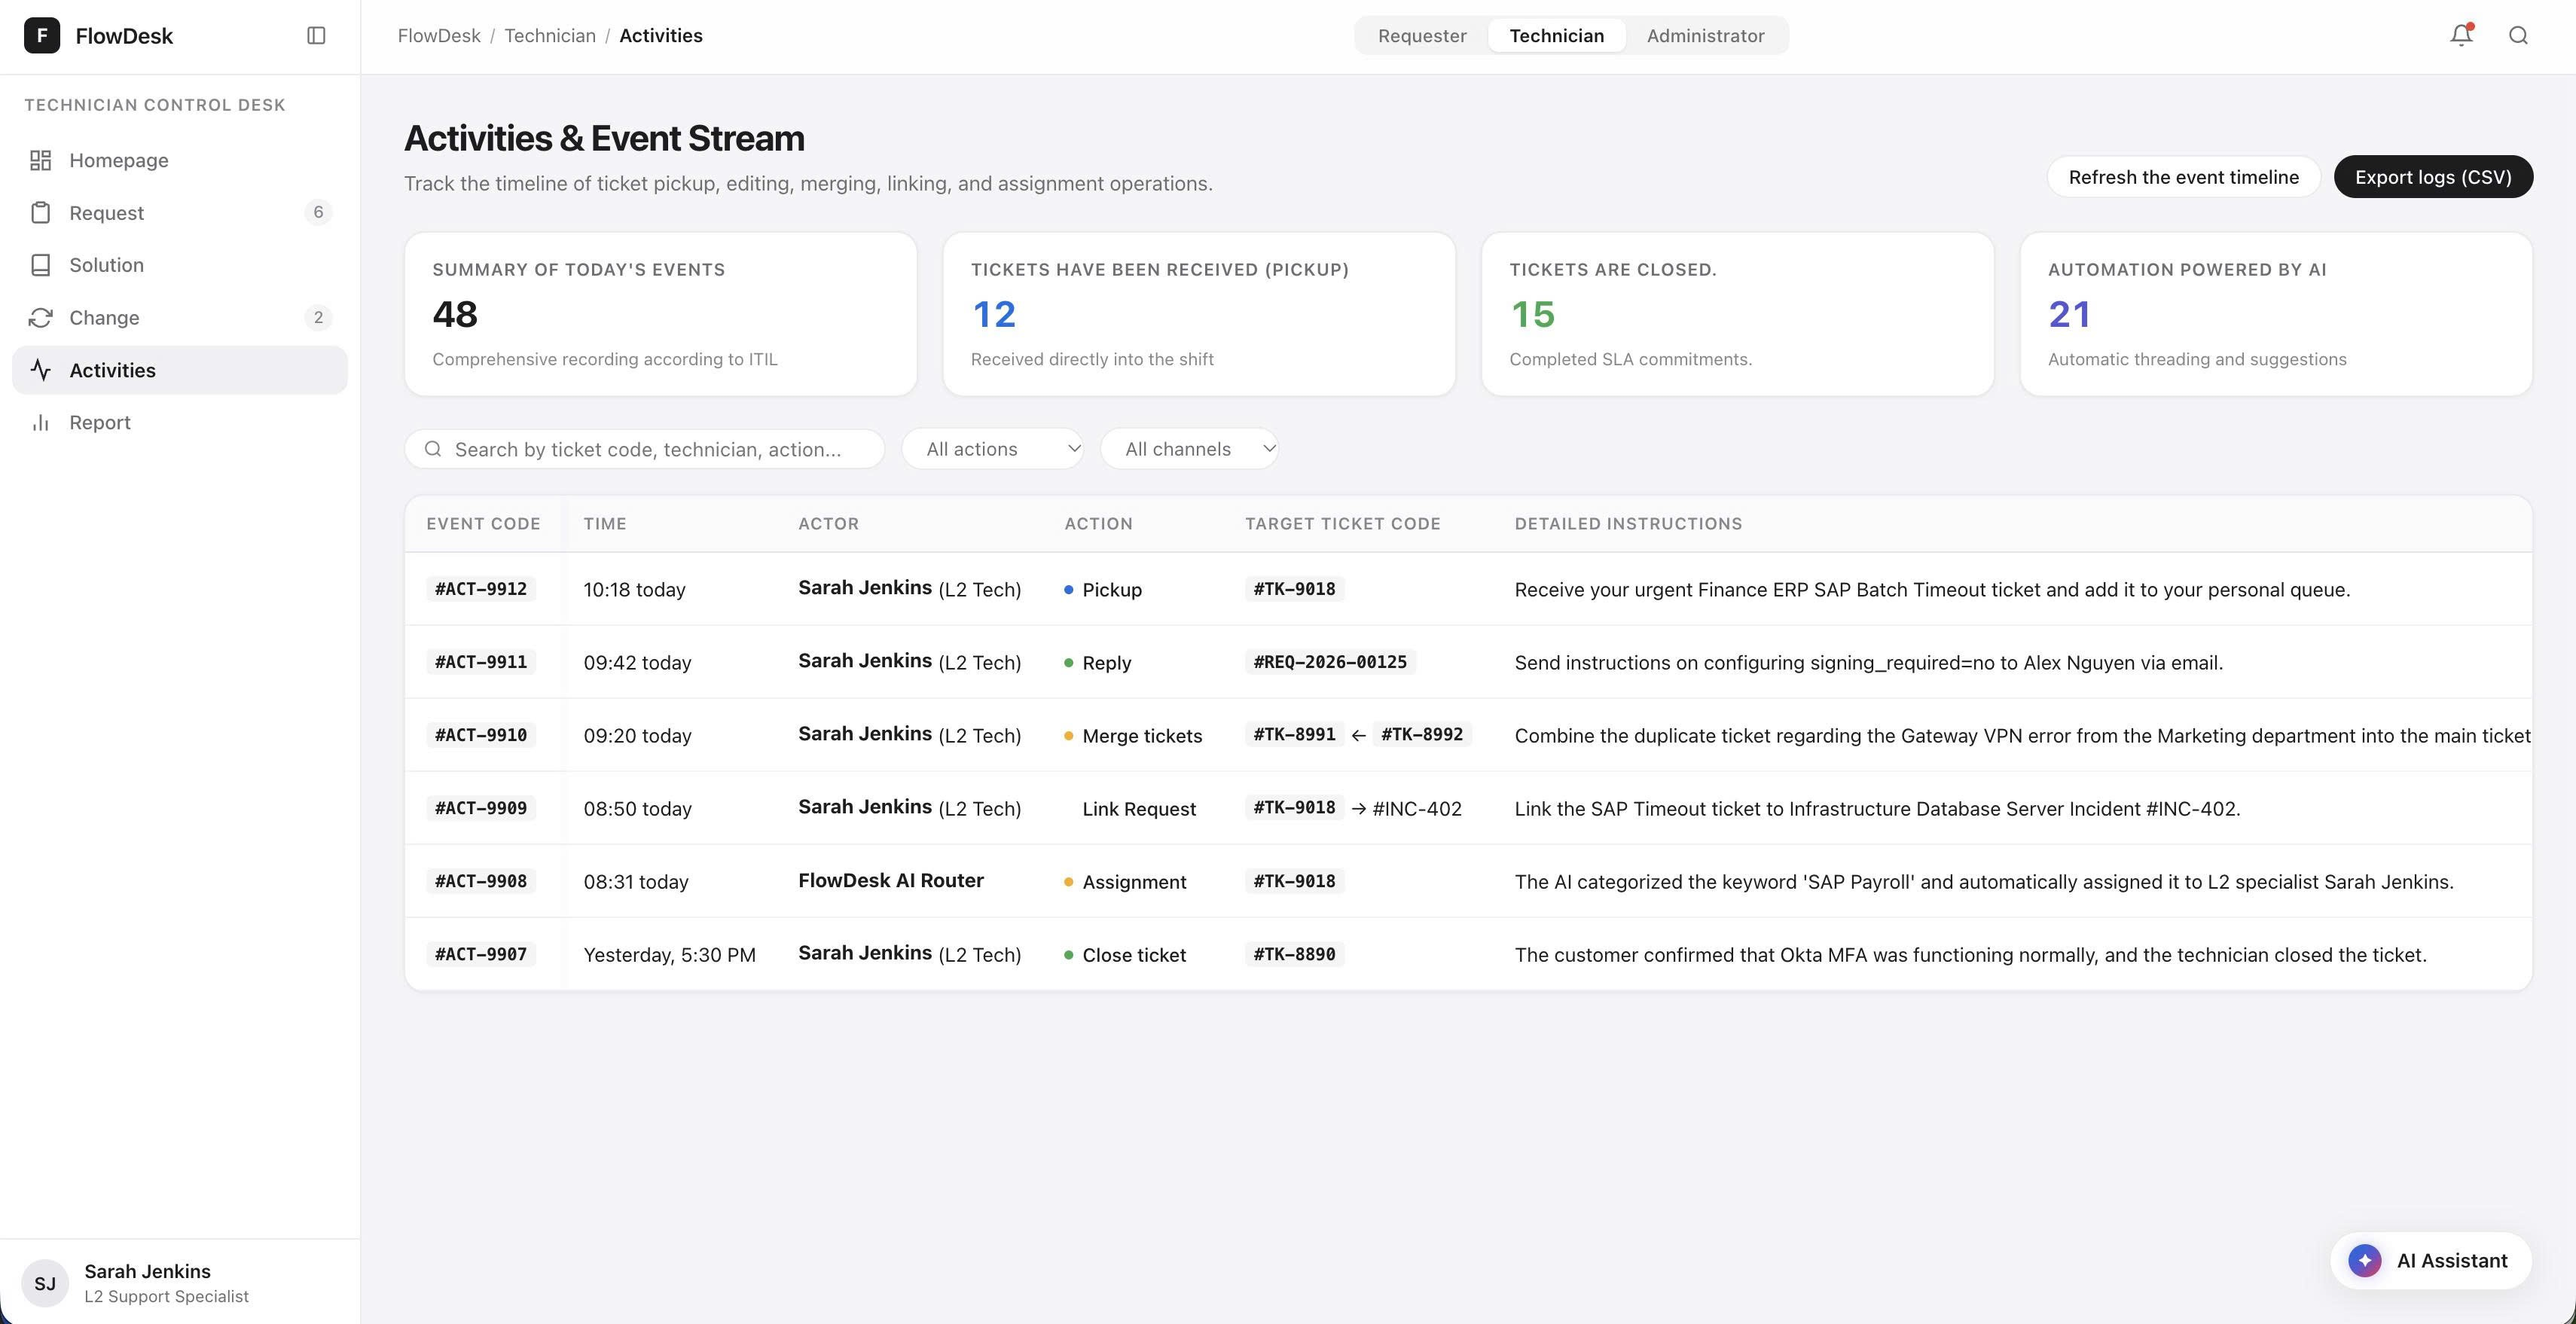 F FlowDesk
FlowDesk / Technician / Activities
Requester Technician Administrator
TECHNICIAN CONTROL DESK
Homepage
Request 6
Solution
Change 2
Activities
Report
Activities & Event Stream
Track the timeline of ticket pickup, editing, merging, linking, and assignment operations.
Refresh the event timeline
Export logs (CSV)
SUMMARY OF TODAY'S EVENTS
48
Comprehensive recording according to ITIL
TICKETS HAVE BEEN RECEIVED (PICKUP)
12
Received directly into the shift
TICKETS ARE CLOSED.
15
Completed SLA commitments.
AUTOMATION POWERED BY AI
21
Automatic threading and suggestions
Search by ticket code, technician, action...
All actions
All channels
EVENT CODE TIME ACTOR ACTION TARGET TICKET CODE DETAILED INSTRUCTIONS
#ACT-9912 10:18 today Sarah Jenkins (L2 Tech) Pickup #TK-9018 Receive your urgent Finance ERP SAP Batch Timeout ticket and add it to your personal queue.
#ACT-9911 09:42 today Sarah Jenkins (L2 Tech) Reply #REQ-2026-00125 Send instructions on configuring signing_required=no to Alex Nguyen via email.
#ACT-9910 09:20 today Sarah Jenkins (L2 Tech) Merge tickets #TK-8991 ← #TK-8992 Combine the duplicate ticket regarding the Gateway VPN error from the Marketing department into the main ticket
#ACT-9909 08:50 today Sarah Jenkins (L2 Tech) Link Request #TK-9018 → #INC-402 Link the SAP Timeout ticket to Infrastructure Database Server Incident #INC-402.
#ACT-9908 08:31 today FlowDesk AI Router Assignment #TK-9018 The AI categorized the keyword 'SAP Payroll' and automatically assigned it to L2 specialist Sarah Jenkins.
#ACT-9907 Yesterday, 5:30 PM Sarah Jenkins (L2 Tech) Close ticket #TK-8890 The customer confirmed that Okta MFA was functioning normally, and the technician closed the ticket.
AI Assistant
SJ
Sarah Jenkins
L2 Support Specialist